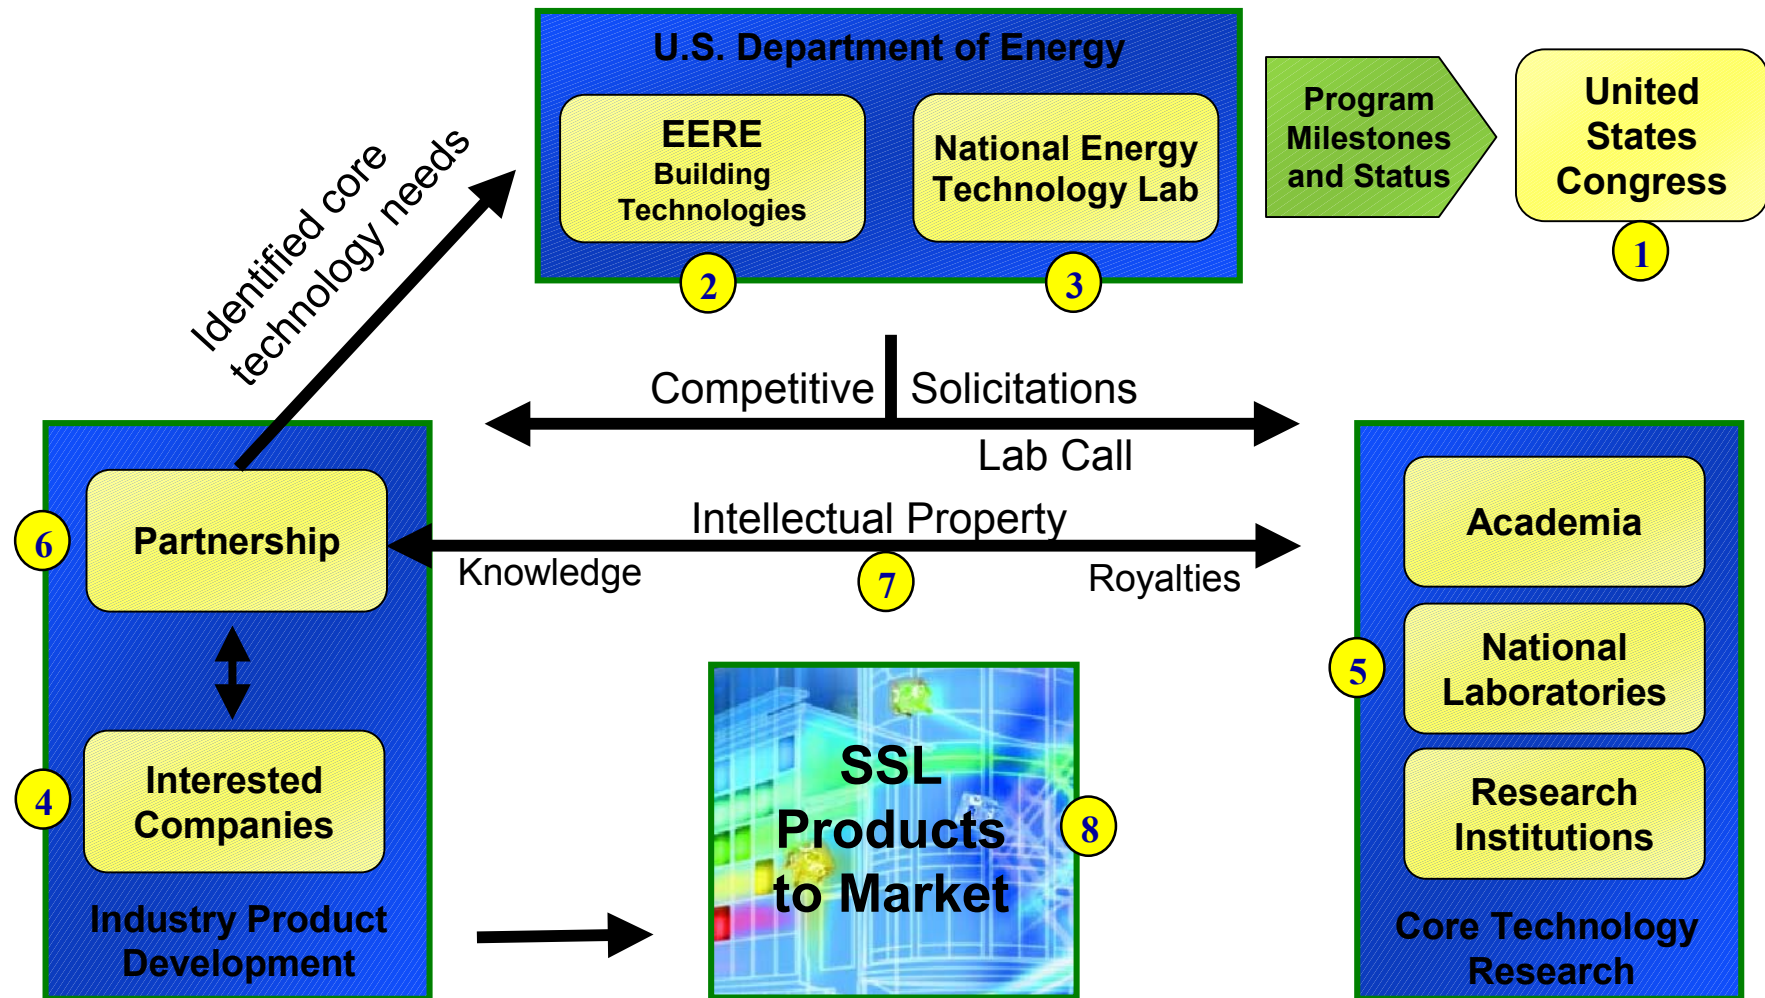 U.S. Department of Energy
EERE
Building
Technologies
2
National Energy
Technology Lab
3
Program
Milestones
and Status
United
States
Congress
1
Identified core
technology needs
Competitive Solicitations
Lab Call
Partnership
6
Interested
Companies
4
Industry Product
Development
Intellectual Property
Knowledge
7
Royalties
SSL
Products
to Market
8
Academia
National
Laboratories
5
Research
Institutions
Core Technology
Research